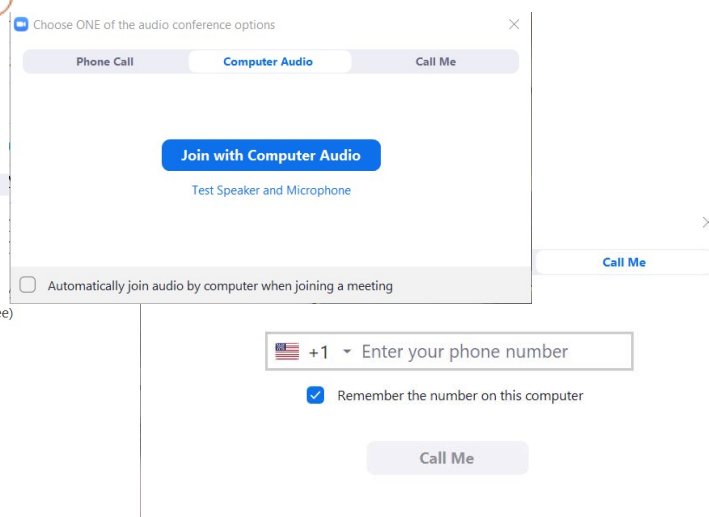 Choose ONE of the audio conference options
Phone Call Computer Audio Call Me
Join with Computer Audio
Test Speaker and Microphone
Automatically join audio by computer when joining a meeting
Call Me
+1 Enter your phone number
Remember the number on this computer
Call Me